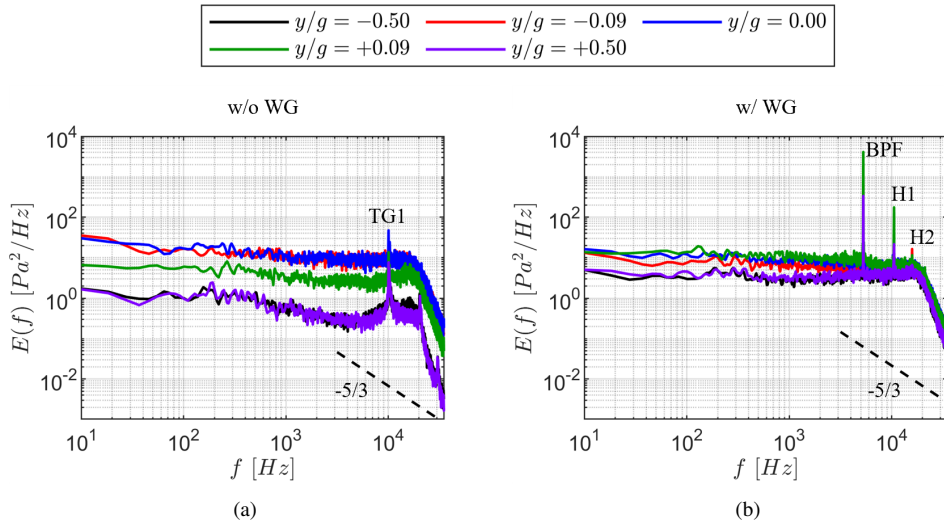 y/g = −0.50 y/g = −0.09 y/g = 0.00
y/g = +0.09 y/g = +0.50
w/o WG
10^4
10^2
10^0
10^-2
E(f) [Pa^2/Hz]
TG1
-5/3
10^1 10^2 10^3 10^4
f [Hz]
(a)
w/ WG
10^4
10^2
10^0
10^-2
E(f) [Pa^2/Hz]
BPF
H1
H2
-5/3
10^1 10^2 10^3 10^4
f [Hz]
(b)